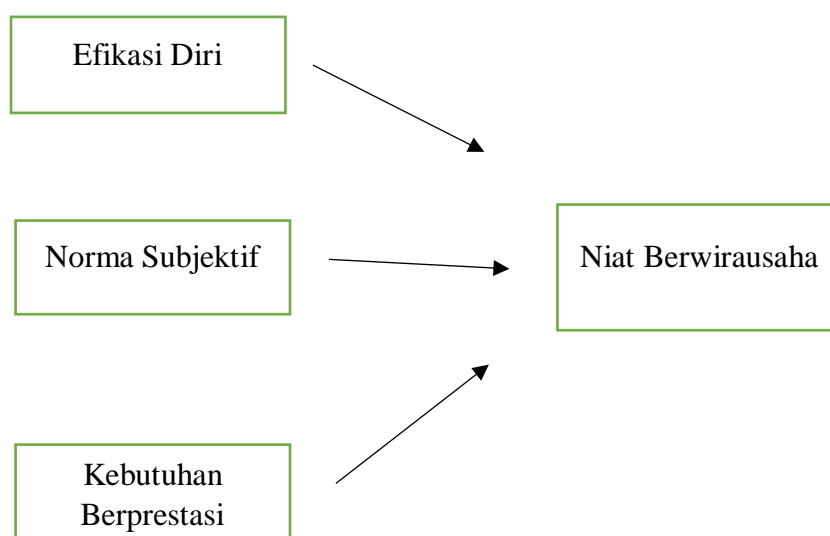 Efikasi Diri
Norma Subjektif
Niat Berwirausaha
Kebutuhan
Berprestasi